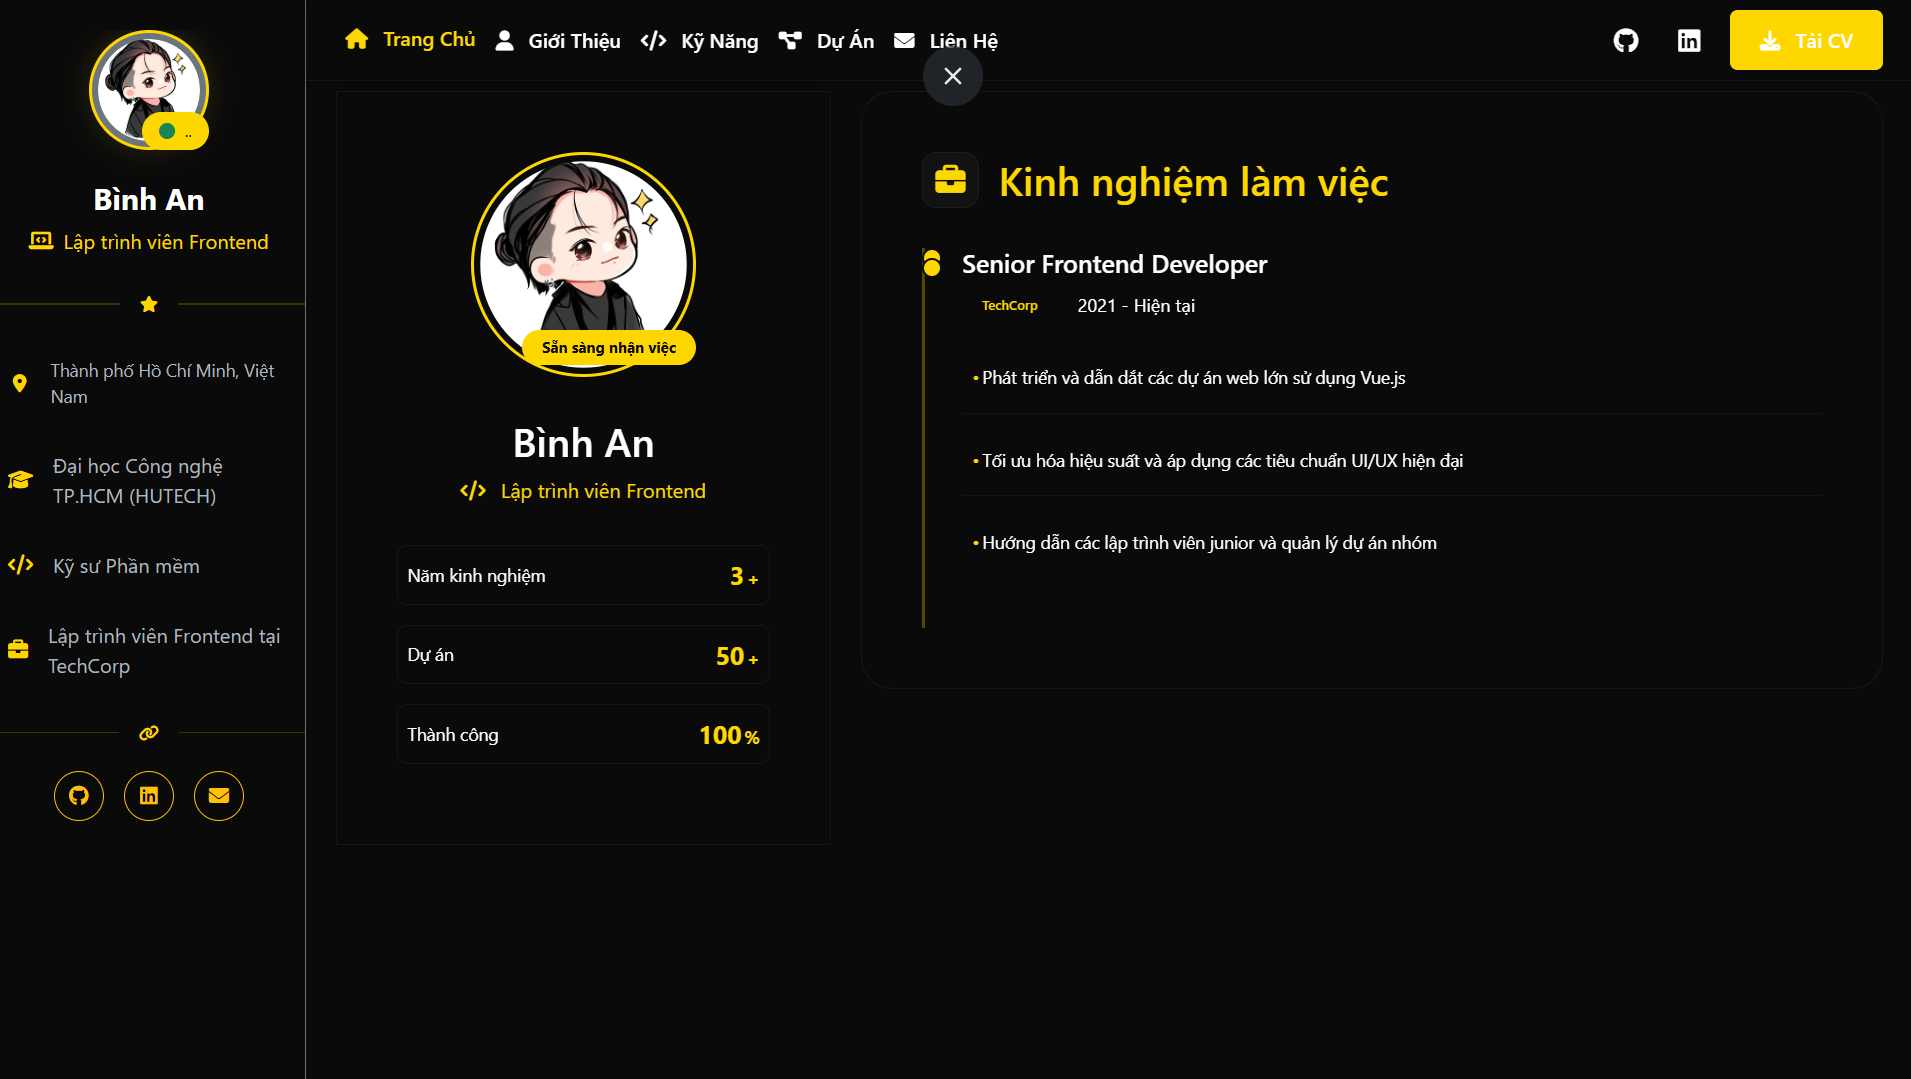 ..
Bình An
Lập trình viên Frontend
Thành phố Hồ Chí Minh, Việt
Nam
Đại học Công nghệ
TP.HCM (HUTECH)
Kỹ sư Phần mềm
Lập trình viên Frontend tại
TechCorp
Trang Chủ
Giới Thiệu
Kỹ Năng
Dự Án
Liên Hệ
Tải CV
Sẵn sàng nhận việc
Bình An
Lập trình viên Frontend
Năm kinh nghiệm 3 +
Dự án 50 +
Thành công 100 %
Kinh nghiệm làm việc
Senior Frontend Developer
TechCorp 2021 - Hiện tại
• Phát triển và dẫn dắt các dự án web lớn sử dụng Vue.js
• Tối ưu hóa hiệu suất và áp dụng các tiêu chuẩn UI/UX hiện đại
• Hướng dẫn các lập trình viên junior và quản lý dự án nhóm